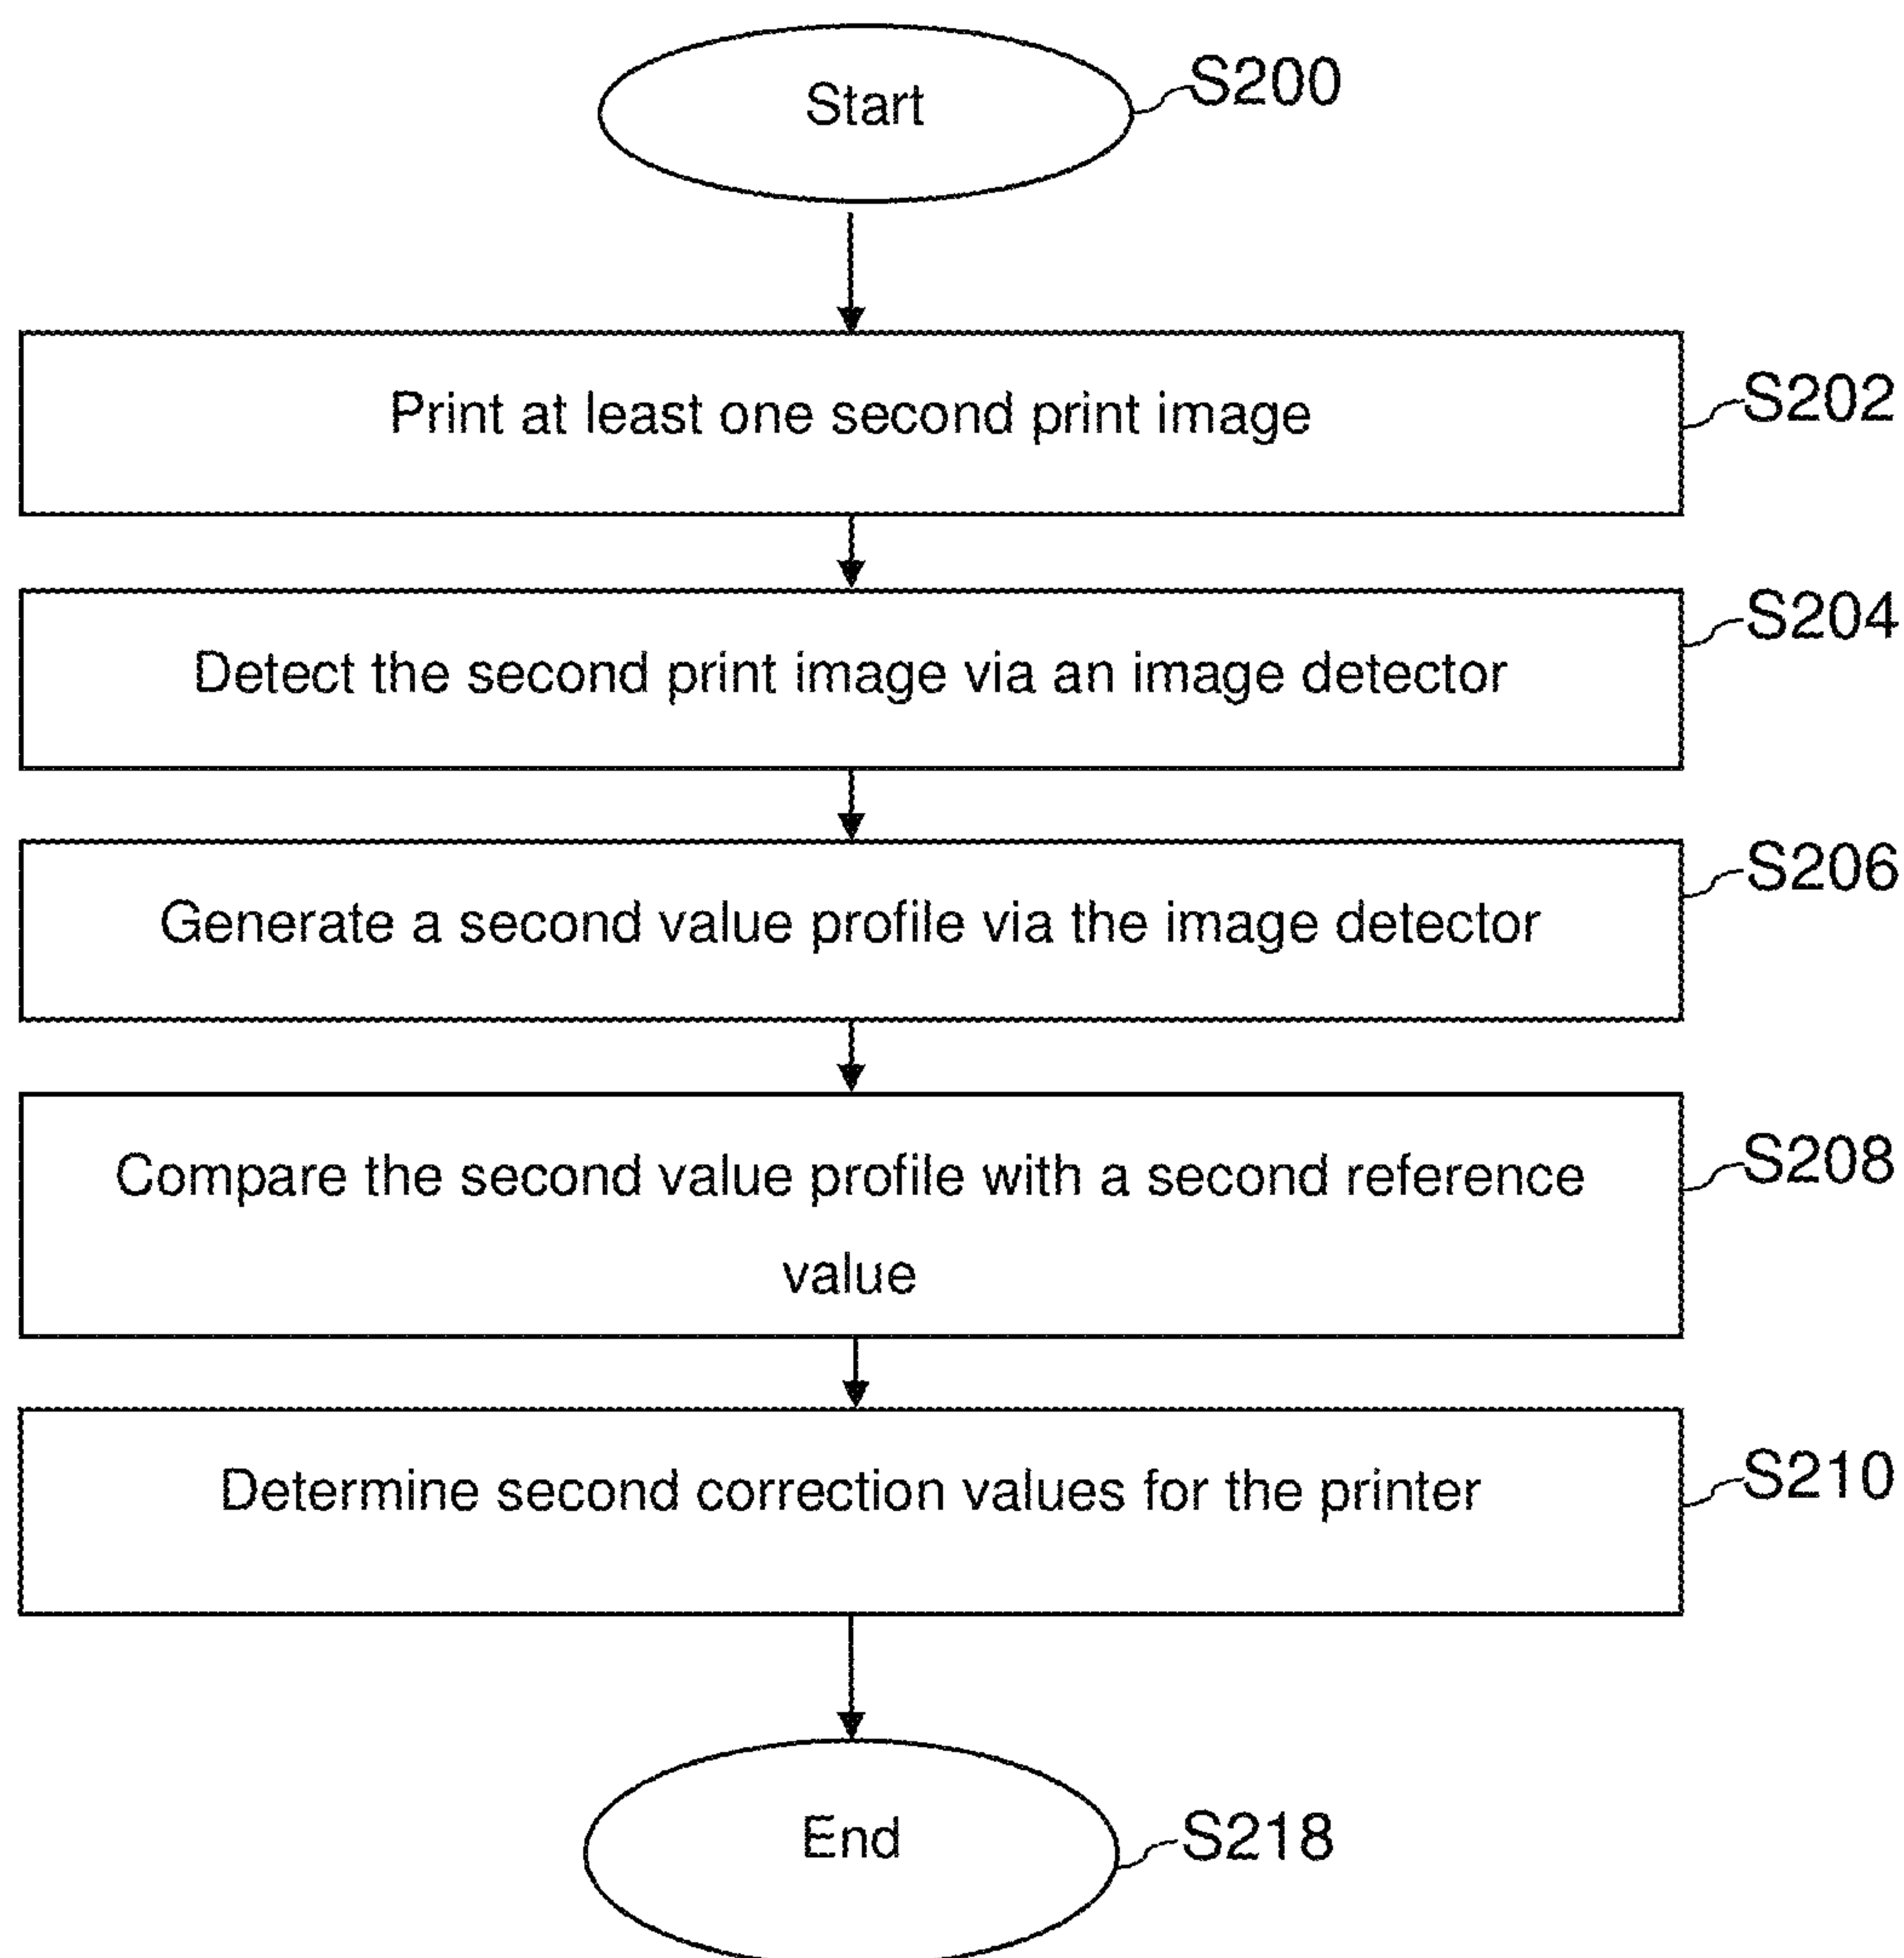 Start
S200
Print at least one second print image
S202
Detect the second print image via an image detector
S204
Generate a second value profile via the image detector
S206
Compare the second value profile with a second reference
value
S208
Determine second correction values for the printer
S210
End
S218